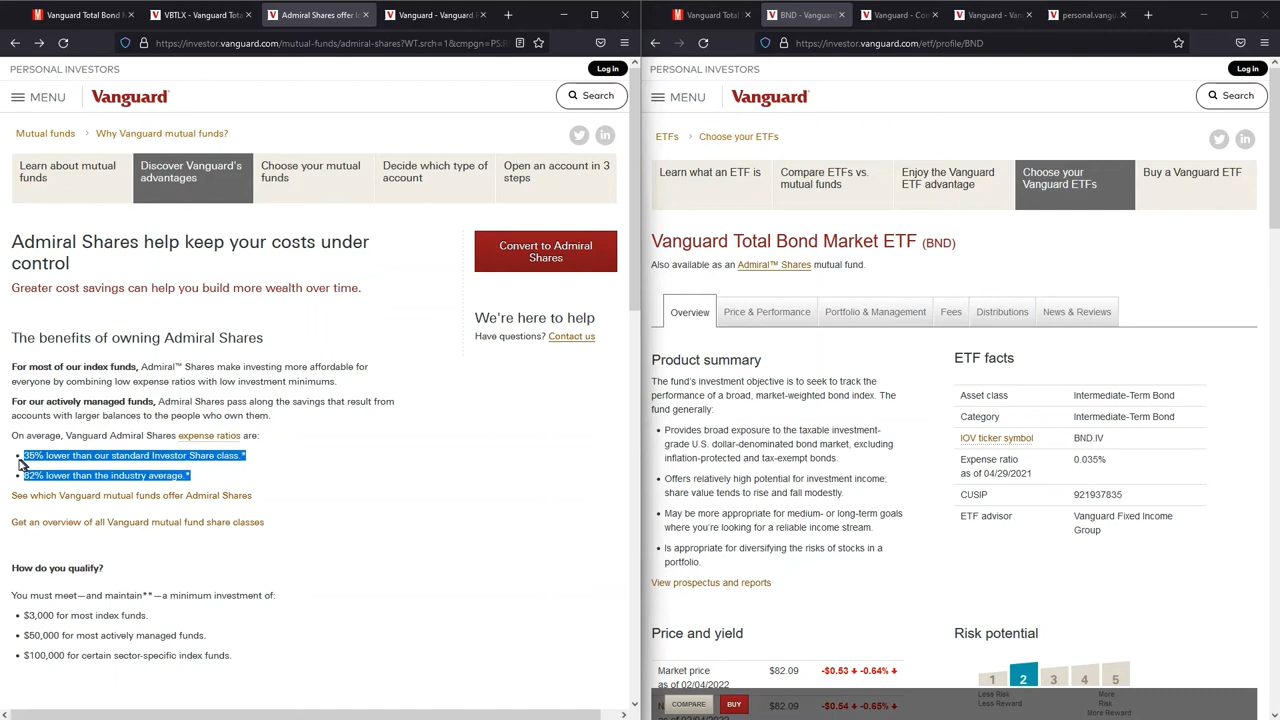 Vanguard Total Bond M
VBTLX - Vanguard Tota
Admiral Shares offer l
Vanguard - Vanguard F
https://investor.vanguard.com/mutual-funds/admiral-shares?WT.srch=1&cmpgn=PS:
PERSONAL INVESTORS
Log in
MENU
Vanguard
Search
Mutual funds
Why Vanguard mutual funds?
Learn about mutual funds
Discover Vanguard's advantages
Choose your mutual funds
Decide which type of account
Open an account in 3 steps
Admiral Shares help keep your costs under
control
Greater cost savings can help you build more wealth over time.
Convert to Admiral
Shares
We're here to help
Have questions? Contact us
The benefits of owning Admiral Shares
For most of our index funds, Admiral™ Shares make investing more affordable for
everyone by combining low expense ratios with low investment minimums.
For our actively managed funds, Admiral Shares pass along the savings that result from
accounts with larger balances to the people who own them.
On average, Vanguard Admiral Shares expense ratios are:
• 35% lower than our standard Investor Share class.*
• 82% lower than the industry average.*
See which Vanguard mutual funds offer Admiral Shares
Get an overview of all Vanguard mutual fund share classes
How do you qualify?
You must meet—and maintain**—a minimum investment of:
• $3,000 for most index funds.
• $50,000 for most actively managed funds.
• $100,000 for certain sector-specific index funds.
Vanguard Total
BND - Vanguard
Vanguard - Con
Vanguard - Van
personal.vangu
https://investor.vanguard.com/etf/profile/BND
PERSONAL INVESTORS
Log in
MENU
Vanguard
Search
ETFs
Choose your ETFs
Learn what an ETF is
Compare ETFs vs. mutual funds
Enjoy the Vanguard ETF advantage
Choose your Vanguard ETFs
Buy a Vanguard ETF
Vanguard Total Bond Market ETF (BND)
Also available as an Admiral™ Shares mutual fund.
Overview
Price & Performance
Portfolio & Management
Fees
Distributions
News & Reviews
Product summary
The fund's investment objective is to seek to track the
performance of a broad, market-weighted bond index. The
fund generally:
• Provides broad exposure to the taxable investment-
grade U.S. dollar-denominated bond market, excluding
inflation-protected and tax-exempt bonds.
• Offers relatively high potential for investment income;
share value tends to rise and fall modestly.
• May be more appropriate for medium- or long-term goals
where you're looking for a reliable income stream.
• Is appropriate for diversifying the risks of stocks in a
portfolio.
View prospectus and reports
ETF facts
Asset class Intermediate-Term Bond
Category Intermediate-Term Bond
IOV ticker symbol BND.IV
Expense ratio 0.035%
as of 04/29/2021
CUSIP 921937835
ETF advisor Vanguard Fixed Income
Group
Price and yield
Market price $82.09 -$0.53 -0.64%
as of 02/04/2022
$82.09 -$0.54 -0.65%
Risk potential
1 2 3 4 5
Less Risk
Less Reward
More
Risk
More Reward
COMPARE
BUY